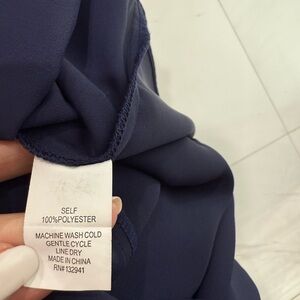 SELF
100%POLYESTER
MACHINE WASH COLD
GENTLE CYCLE
LINE DRY
MADE IN CHINA
RN#132941